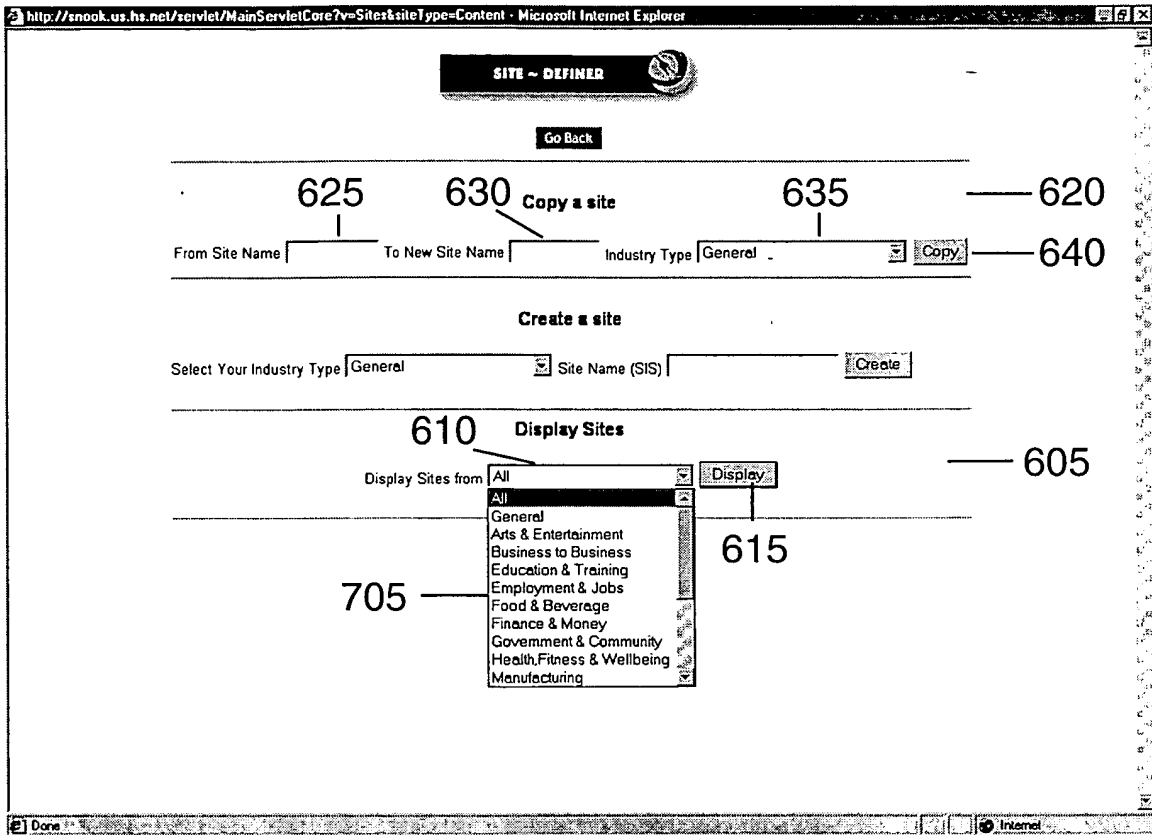 http://snook.us.hs.net/servlet/MainServletCore?v=Sites&siteType=Content - Microsoft Internet Explorer
SITE ~ DEFINER
Go Back
625 630 635 620
Copy a site
From Site Name To New Site Name Industry Type General Copy 640
Create a site
Select Your Industry Type General Site Name (SIS) Create
610 Display Sites
605
Display Sites from All Display
All
General
Arts & Entertainment
Business to Business
Education & Training
615
Employment & Jobs
705
Food & Beverage
Finance & Money
Government & Community
Health,Fitness & Wellbeing
Manufacturing
Done Internet